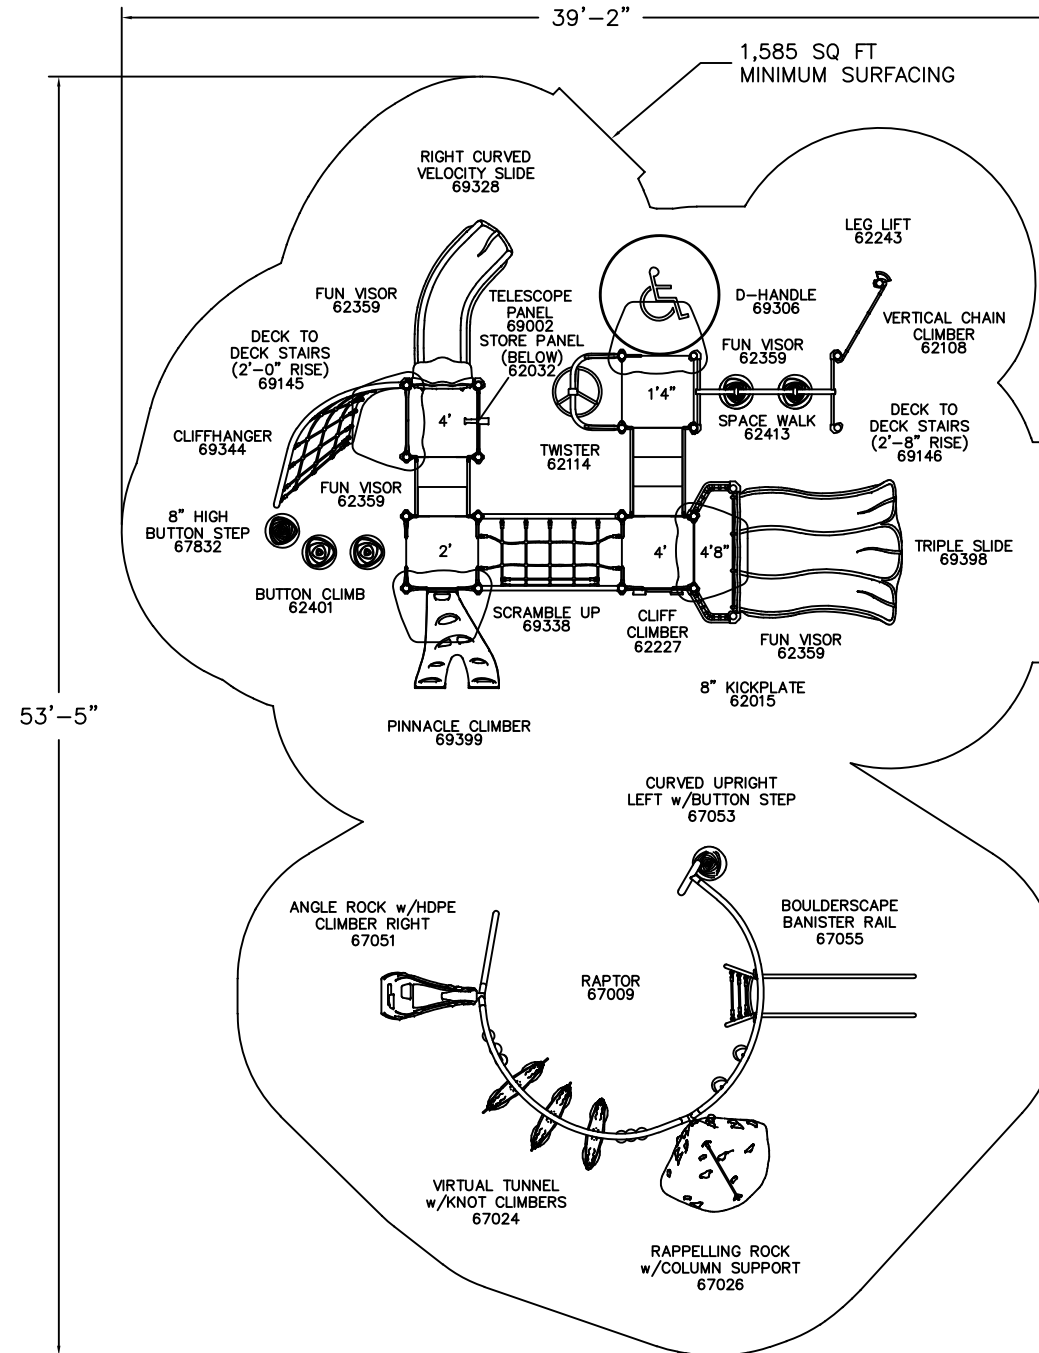 39'-2"
1,585 SQ FT
MINIMUM SURFACING
RIGHT CURVED
VELOCITY SLIDE
69328
LEG LIFT
62243
FUN VISOR
62359
TELESCOPE
PANEL
69002
STORE PANEL
(BELOW)
62032
D-HANDLE
69306
VERTICAL CHAIN
CLIMBER
62108
DECK TO
DECK STAIRS
(2'-0" RISE)
69145
FUN VISOR
62359
4'
1'4"
CLIFFHANGER
69344
SPACE WALK
62413
DECK TO
DECK STAIRS
(2'-8" RISE)
69146
TWISTER
62114
FUN VISOR
62359
8" HIGH
BUTTON STEP
67832
2'
4'
4'8"
TRIPLE SLIDE
69398
BUTTON CLIMB
62401
SCRAMBLE UP
69338
CLIFF
CLIMBER
62227
FUN VISOR
62359
8" KICKPLATE
62015
53'-5"
PINNACLE CLIMBER
69399
CURVED UPRIGHT
LEFT w/BUTTON STEP
67053
ANGLE ROCK w/HDPE
CLIMBER RIGHT
67051
BOULDERSCAPE
BANISTER RAIL
67055
RAPTOR
67009
VIRTUAL TUNNEL
w/KNOT CLIMBERS
67024
RAPPELLING ROCK
w/COLUMN SUPPORT
67026